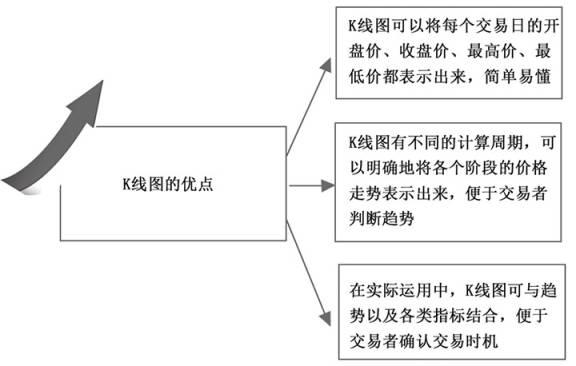 K线图的优点
K线图可以将每个交易日的开
盘价、收盘价、最高价、最
低价都表示出来，简单易懂
K线图有不同的计算周期，可
以明确地将各个阶段的价格
走势表示出来，便于交易者
判断趋势
在实际运用中，K线图可与趋
势以及各类指标结合，便于
交易者确认交易时机